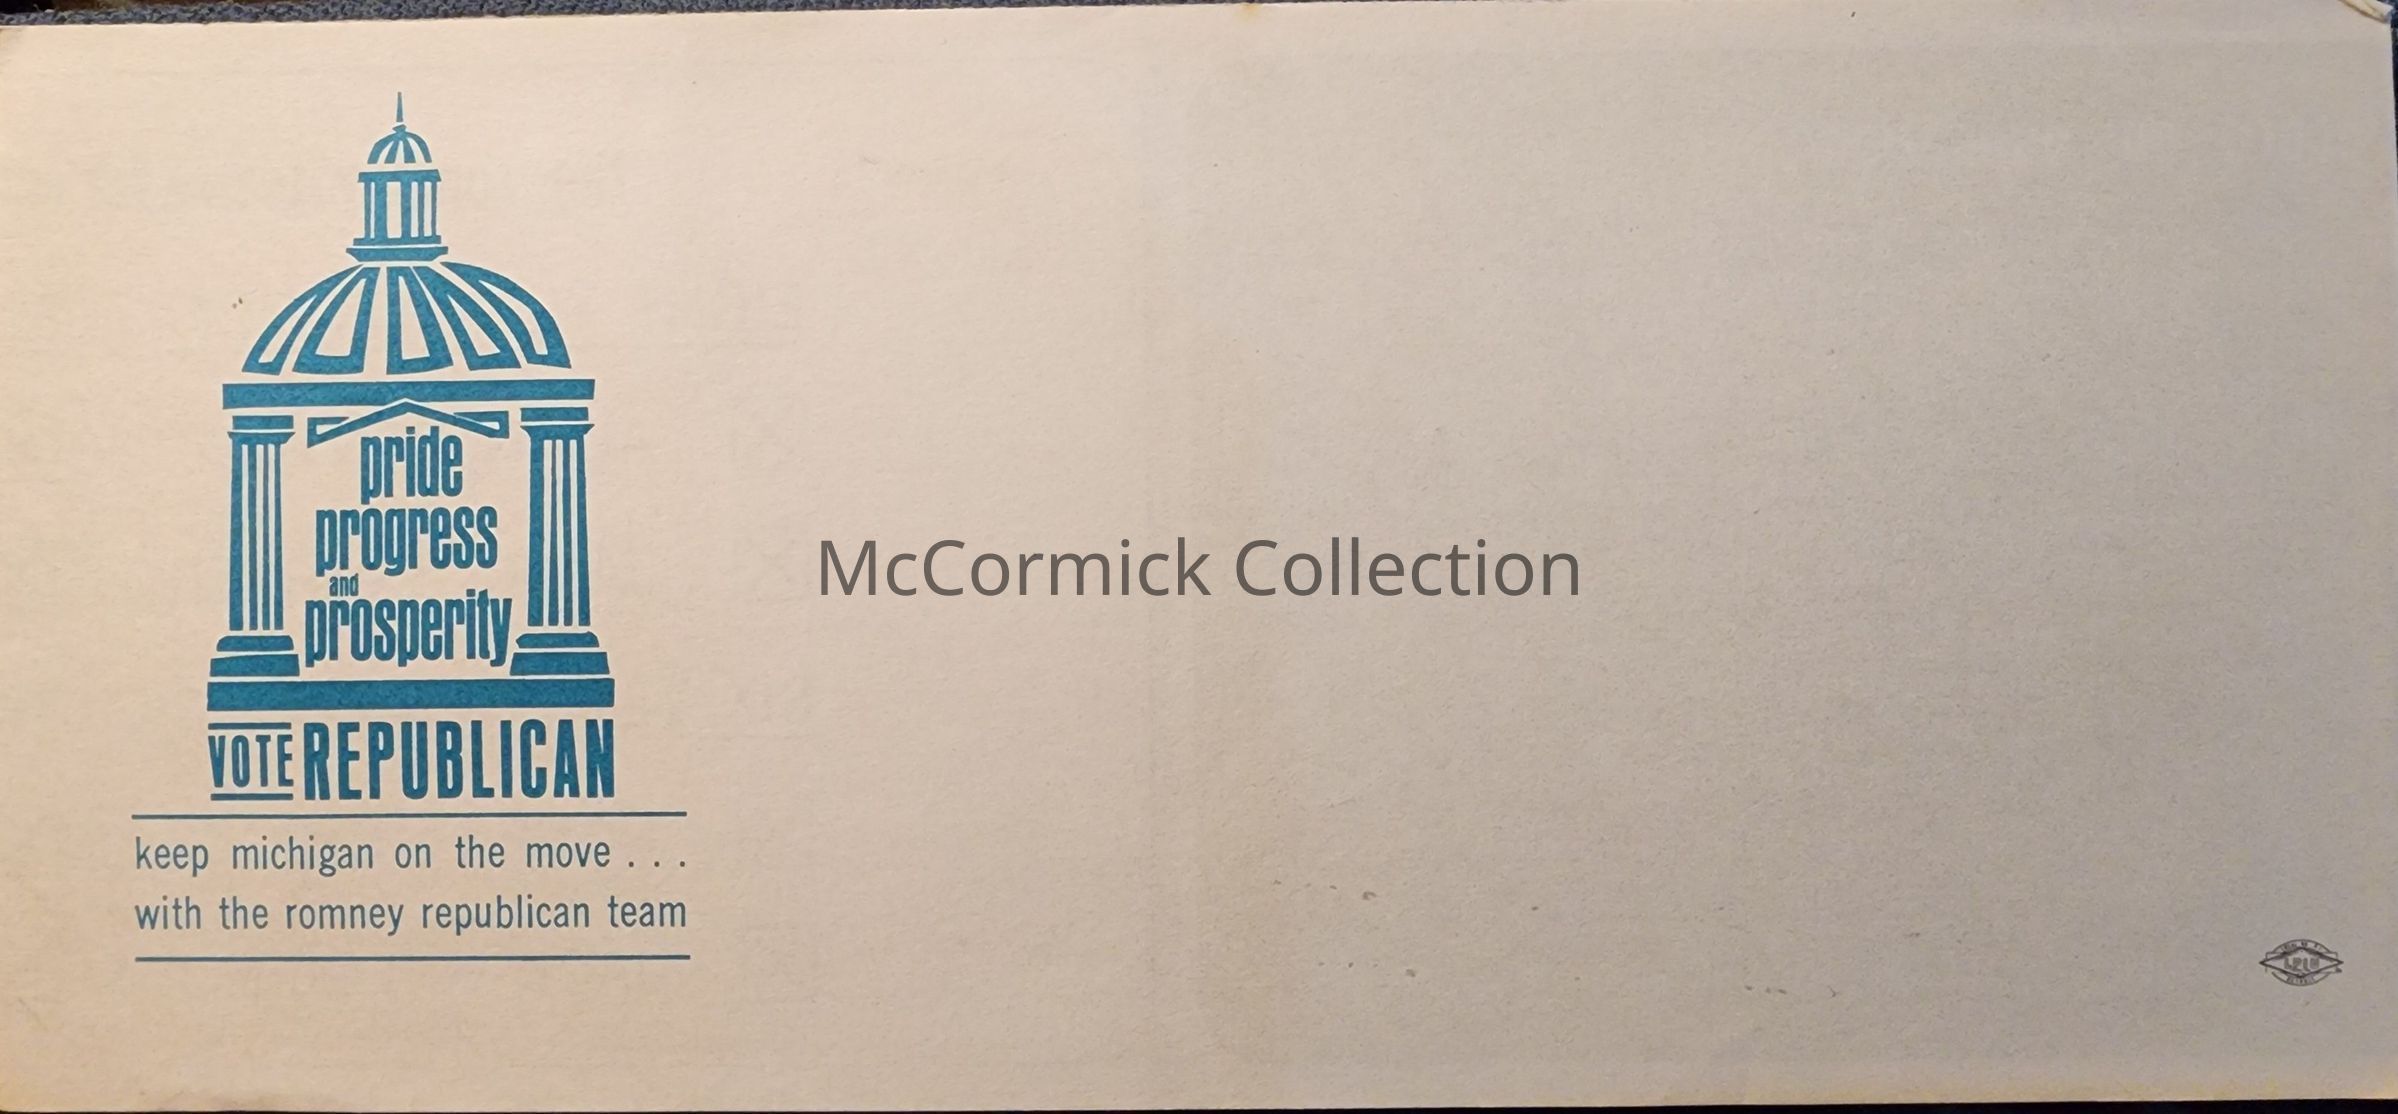 pride
progress
and
prosperity
VOTE REPUBLICAN
keep michigan on the move . . .
with the romney republican team
McCormick Collection